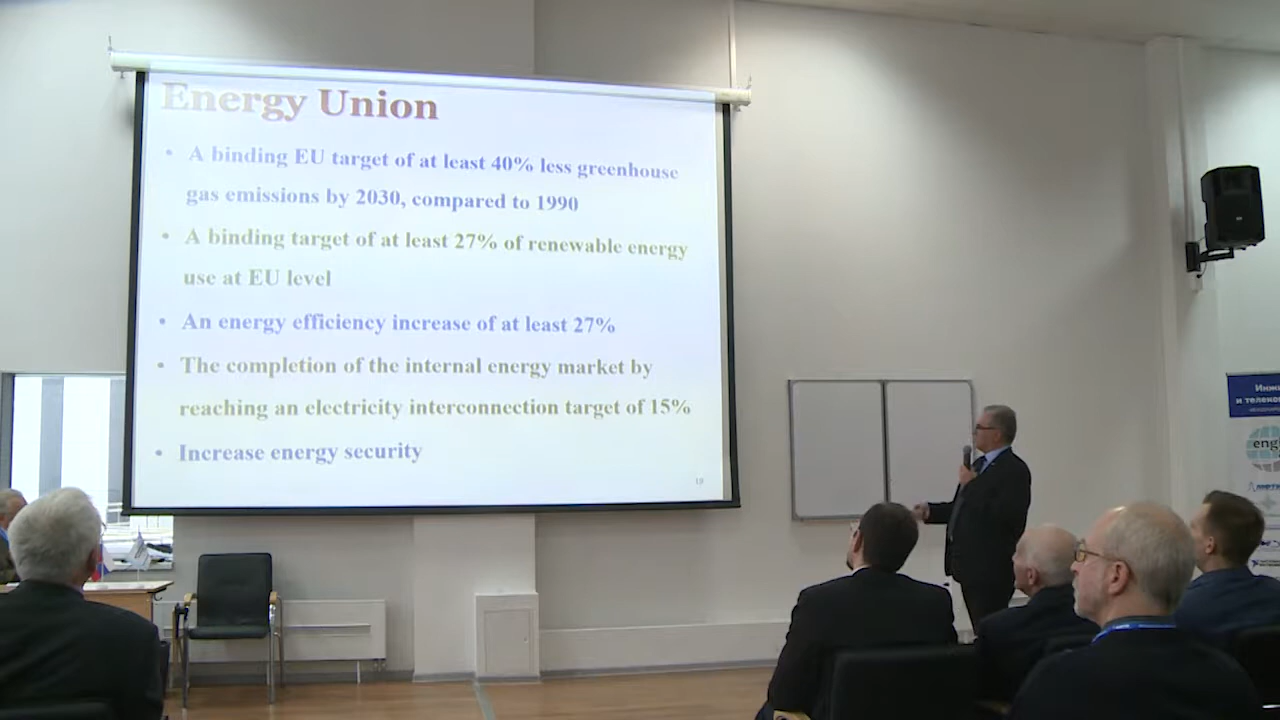 Energy Union
• A binding EU target of at least 40% less greenhouse
gas emissions by 2030, compared to 1990
• A binding target of at least 27% of renewable energy
use at EU level
• An energy efficiency increase of at least 27%
• The completion of the internal energy market by
reaching an electricity interconnection target of 15%
• Increase energy security